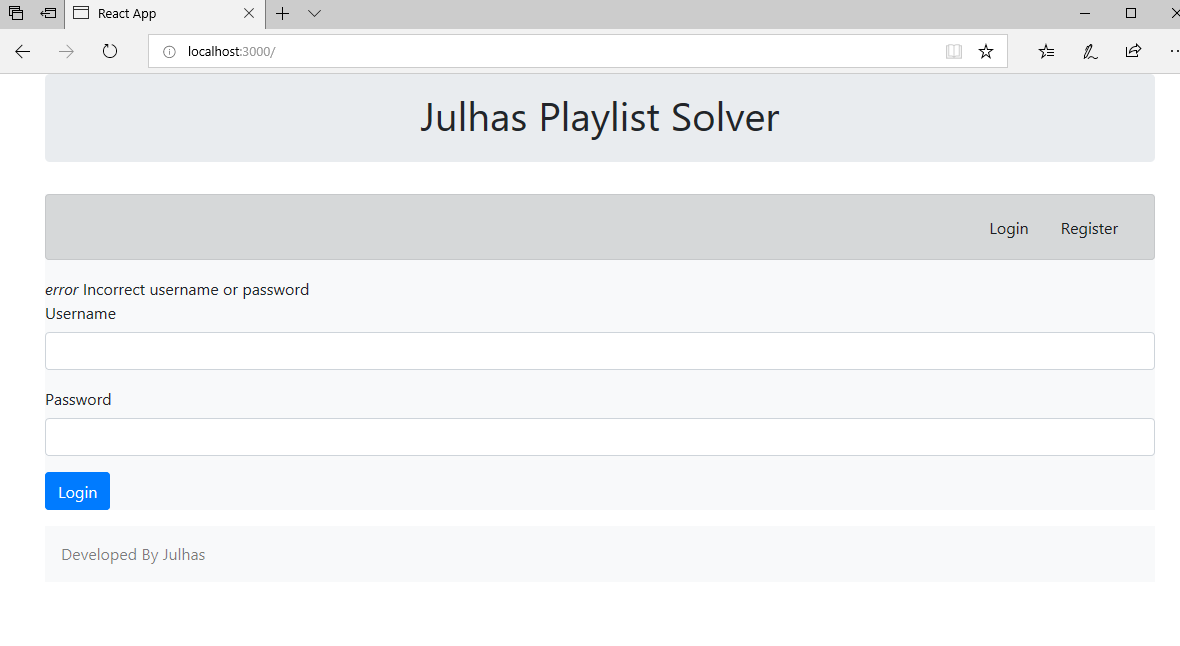 React App
localhost:3000/
Julhas Playlist Solver
Login Register
error Incorrect username or password
Username
Password
Login
Developed By Julhas